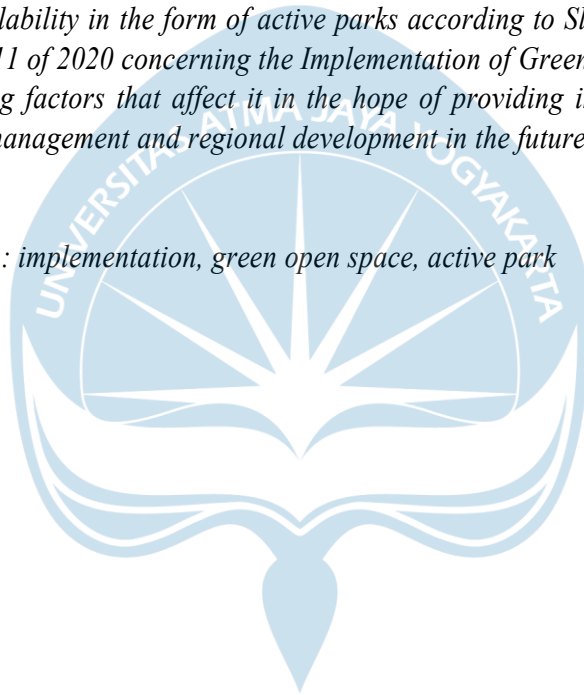 lability in the form of active parks according to Sl
11 of 2020 concerning the Implementation of Green
g factors that affect it in the hope of providing i
nanagement and regional development in the future
: implementation, green open space, active park
UNIVERSITAS ATMA JAYA YOGYAKARTA